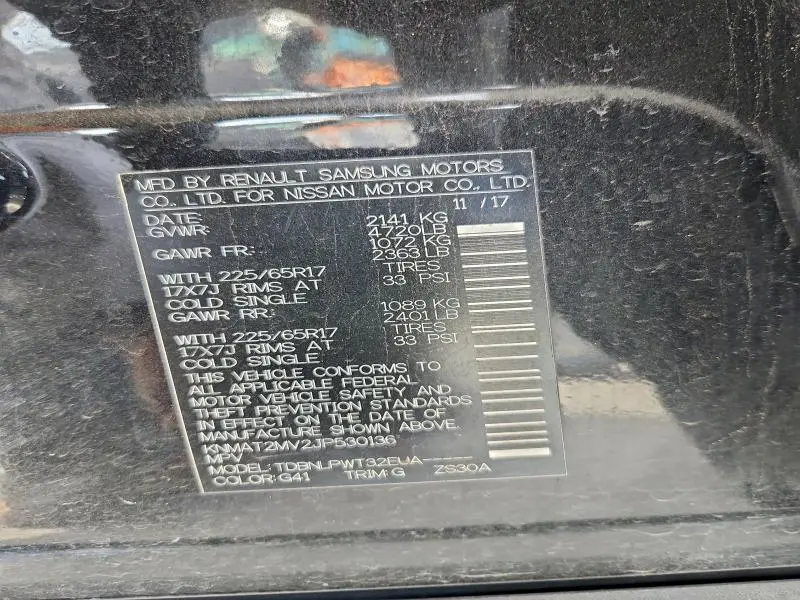 MFD BY RENAULT SAMSUNG MOTORS
CO., LTD. FOR NISSAN MOTOR CO., LTD.
DATE: 11 / 17
GVWR: 2141 KG
4720LB
GAWR FR: 1072 KG
2363 LB
WITH 225/65R17 TIRES
17X7J RIMS AT 33 PSI
COLD SINGLE
GAWR RR: 1089 KG
2401 LB
WITH 225/65R17 TIRES
17X7J RIMS AT 33 PSI
COLD SINGLE
THIS VEHICLE CONFORMS TO
ALL APPLICABLE FEDERAL
MOTOR VEHICLE SAFETY AND
THEFT PREVENTION STANDARDS
IN EFFECT ON THE DATE OF
MANUFACTURE SHOWN ABOVE.
KNMAT2MV2JP530136
MPV
MODEL: TDBNLPWT32EUA-----
COLOR: G41 TRIM: G ZS30A